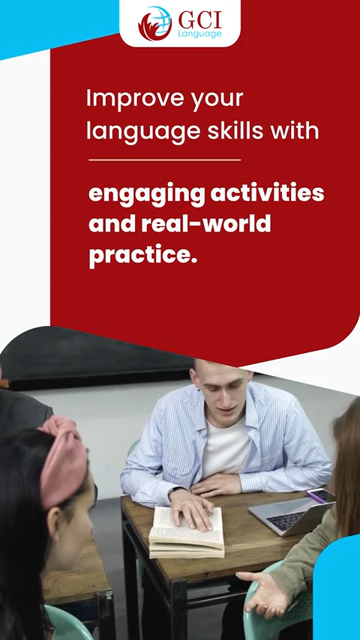 GCI
Language
Improve your
language skills with
engaging activities
and real-world
practice.